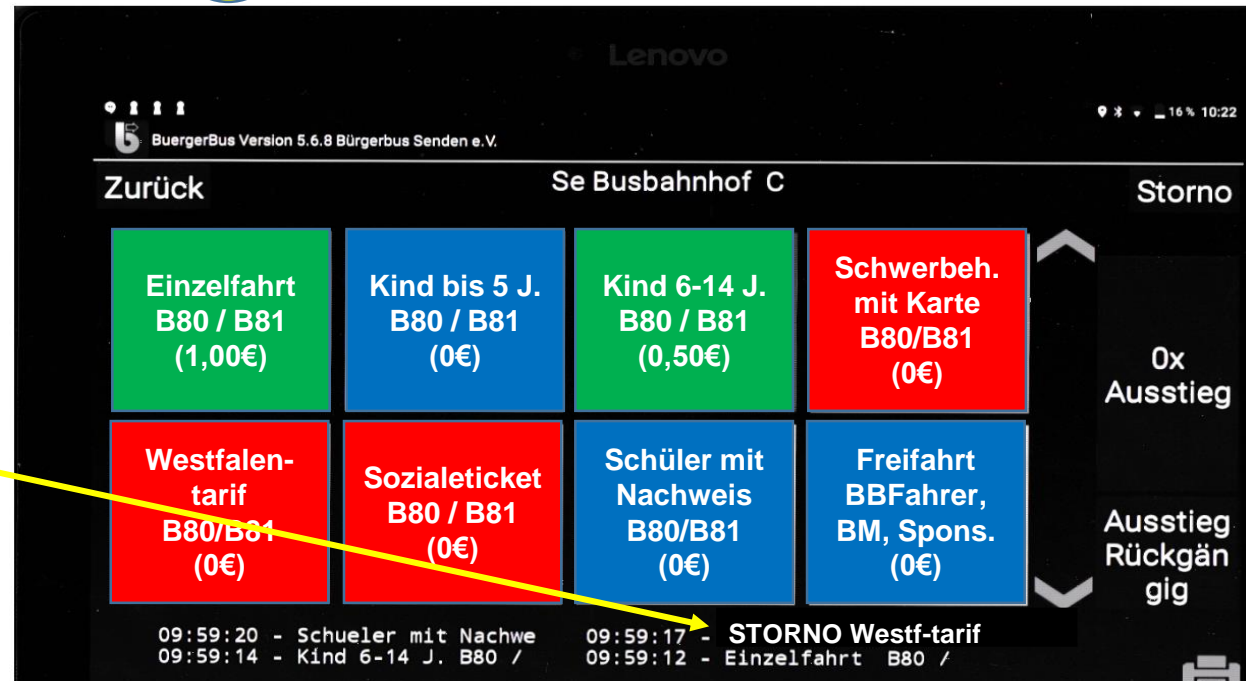 Lenovo
16% 10:22
BuergerBus Version 5.6.8 Bürgerbus Senden e.V.
Zurück
Se Busbahnhof C
Storno
Einzelfahrt
B80 / B81
(1,00€)
Kind bis 5 J.
B80 / B81
(0€)
Kind 6-14 J.
B80 / B81
(0,50€)
Schwerbeh.
mit Karte
B80/B81
(0€)
0x
Ausstieg
Westfalen-
tarif
B80/B81
(0€)
Sozialeticket
B80 / B81
(0€)
Schüler mit
Nachweis
B80/B81
(0€)
Freifahrt
BBFahrer,
BM, Spons.
(0€)
Ausstieg
Rückgän
gig
09:59:20 - Schueler mit Nachwe
09:59:17 - STORNO Westf-tarif
09:59:14 - Kind 6-14 J. B80 /
09:59:12 - Einzelfahrt B80 /